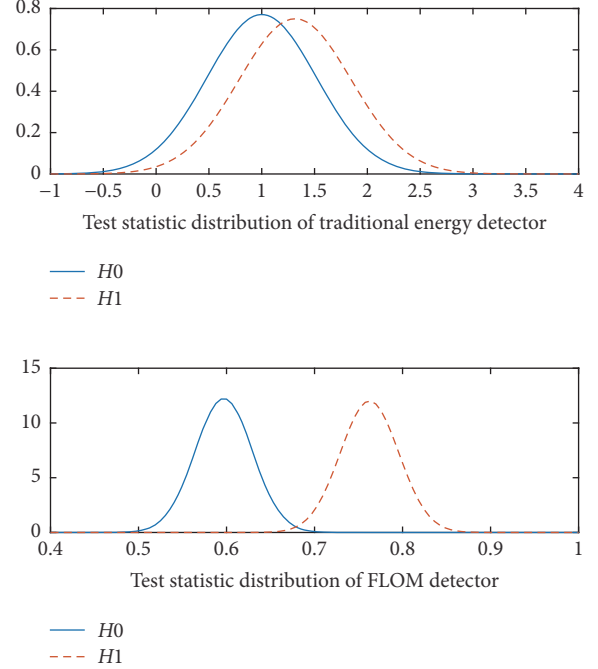 0.8
0.6
0.4
0.2
0
−1 −0.5 0 0.5 1 1.5 2 2.5 3 3.5 4
Test statistic distribution of traditional energy detector
H0
H1
15
10
5
0
0.4 0.5 0.6 0.7 0.8 0.9 1
Test statistic distribution of FLOM detector
H0
H1